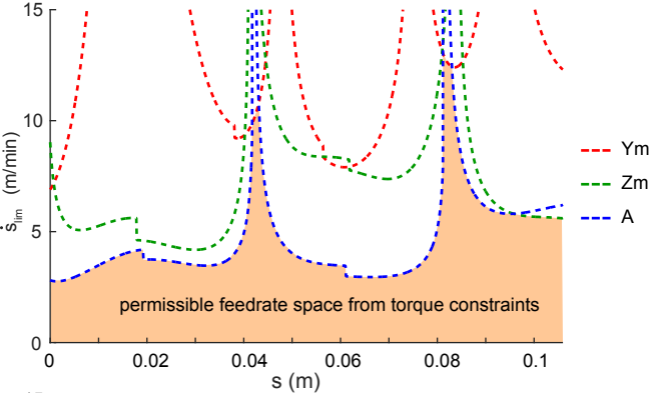 15
10
5
0
ṡlim (m/min)
permissible feedrate space from torque constraints
0
0.02
0.04
0.06
0.08
0.1
s (m)
Ym
Zm
A